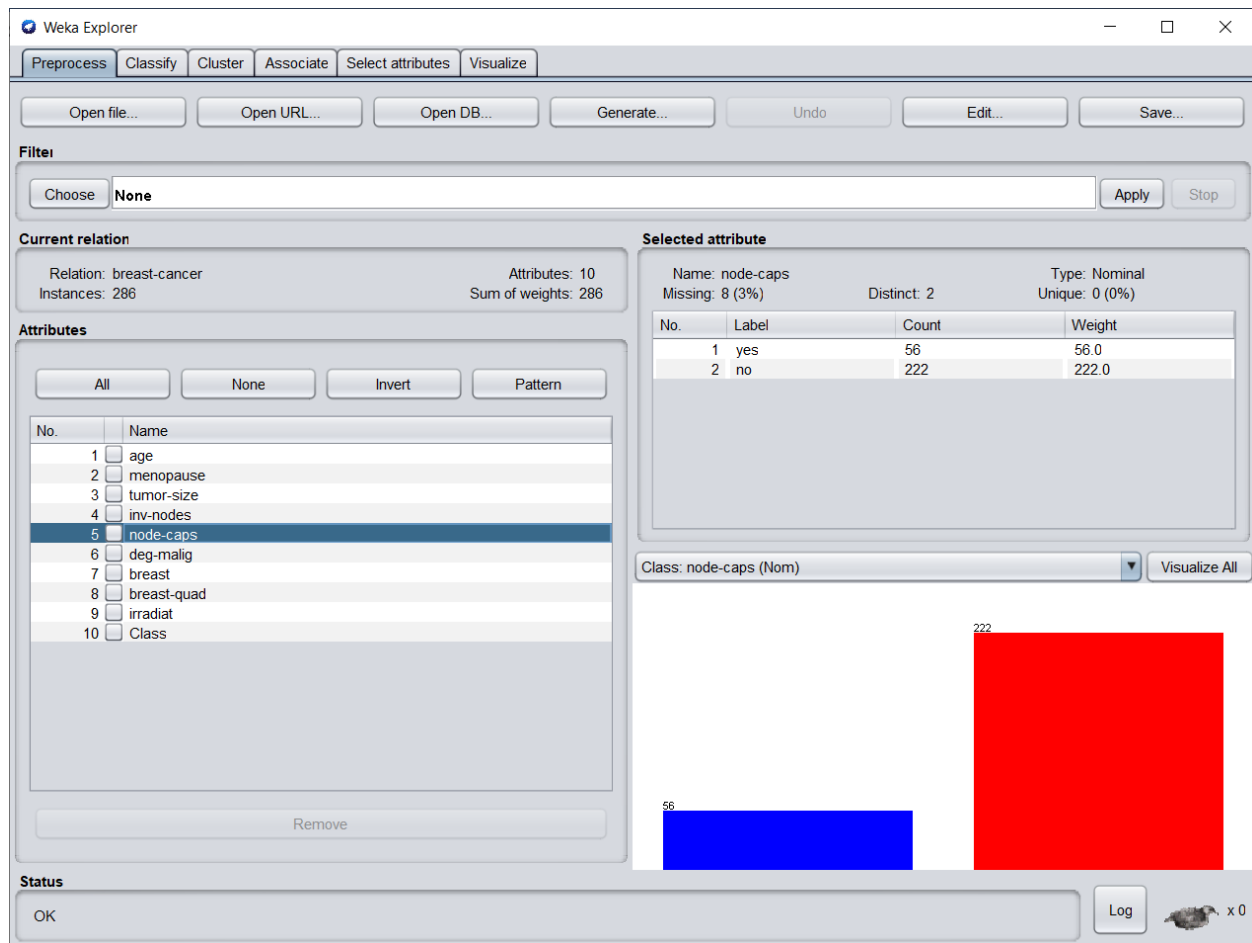 Weka Explorer
Preprocess Classify Cluster Associate Select attributes Visualize
Open file... Open URL... Open DB... Generate... Undo Edit... Save...
Filter
Choose None Apply Stop
Current relation
Relation: breast-cancer Attributes: 10
Instances: 286 Sum of weights: 286
Attributes
All None Invert Pattern
No. Name
1 age
2 menopause
3 tumor-size
4 inv-nodes
5 node-caps
6 deg-malig
7 breast
8 breast-quad
9 irradiat
10 Class
Remove
Selected attribute
Name: node-caps Type: Nominal
Missing: 8 (3%) Distinct: 2 Unique: 0 (0%)
No. Label Count Weight
1 yes 56 56.0
2 no 222 222.0
Class: node-caps (Nom) Visualize All
222
56
Status
OK
Log x 0